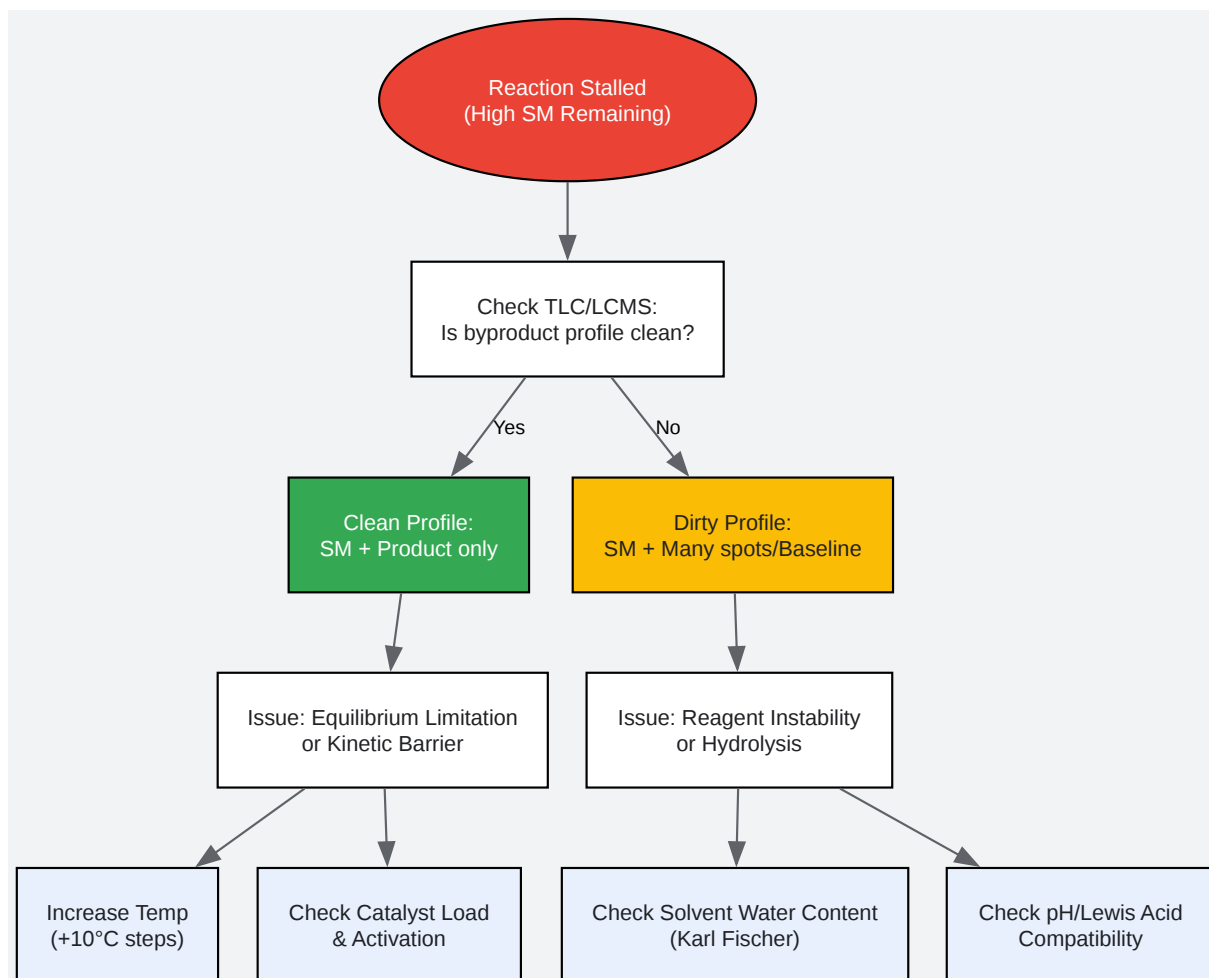 Reaction Stalled
(High SM Remaining)
Check TLC/LCMS:
Is byproduct profile clean?
Yes
No
Clean Profile:
SM + Product only
Dirty Profile:
SM + Many spots/Baseline
Issue: Equilibrium Limitation
or Kinetic Barrier
Issue: Reagent Instability
or Hydrolysis
Increase Temp
(+10°C steps)
Check Catalyst Load
& Activation
Check Solvent Water Content
(Karl Fischer)
Check pH/Lewis Acid
Compatibility